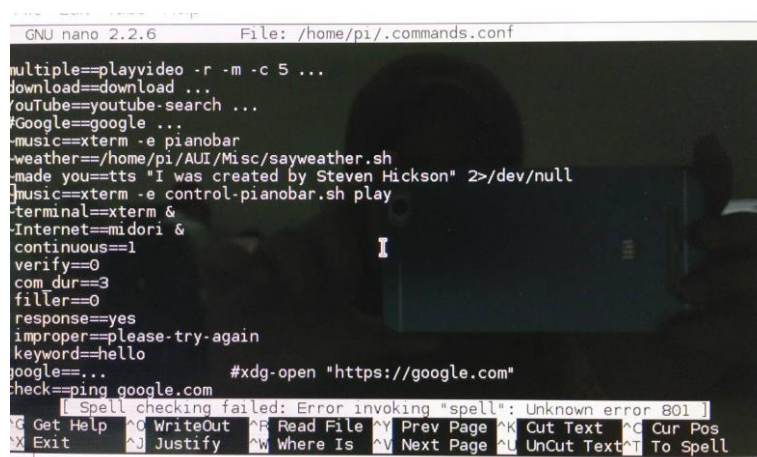 GNU nano 2.2.6 File: /home/pi/.commands.conf
multiple==playvideo -r -m -c 5 ...
download==download ...
YouTube==youtube-search ...
#Google==google ...
~music==xterm -e pianobar
~weather==/home/pi/AUI/Misc/sayweather.sh
~made you==tts "I was created by Steven Hickson" 2>/dev/null
~music==xterm -e control-pianobar.sh play
~terminal==xterm &
~Internet==midori &
continuous==1
verify==0
com_dur==3
filler==0
response==yes
improper==please-try-again
keyword==hello
google==... #xdg-open "https://google.com"
check==ping google.com
[ Spell checking failed: Error invoking "spell": Unknown error 801 ]
^G Get Help ^O WriteOut ^R Read File ^Y Prev Page ^K Cut Text ^C Cur Pos
^X Exit ^J Justify ^W Where Is ^V Next Page ^U UnCut Text ^T To Spell